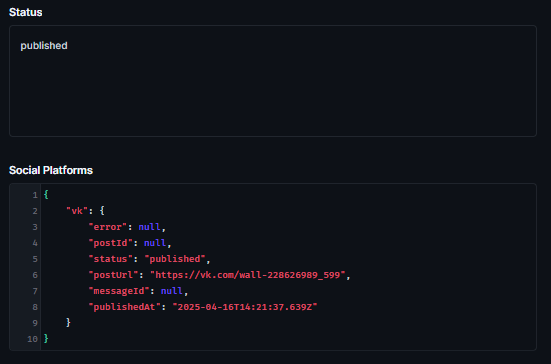 Status
published
Social Platforms
1 {
2 "vk": {
3 "error": null,
4 "postId": null,
5 "status": "published",
6 "postUrl": "https://vk.com/wall-228626989_599",
7 "messageId": null,
8 "publishedAt": "2025-04-16T14:21:37.639Z"
9 }
10 }